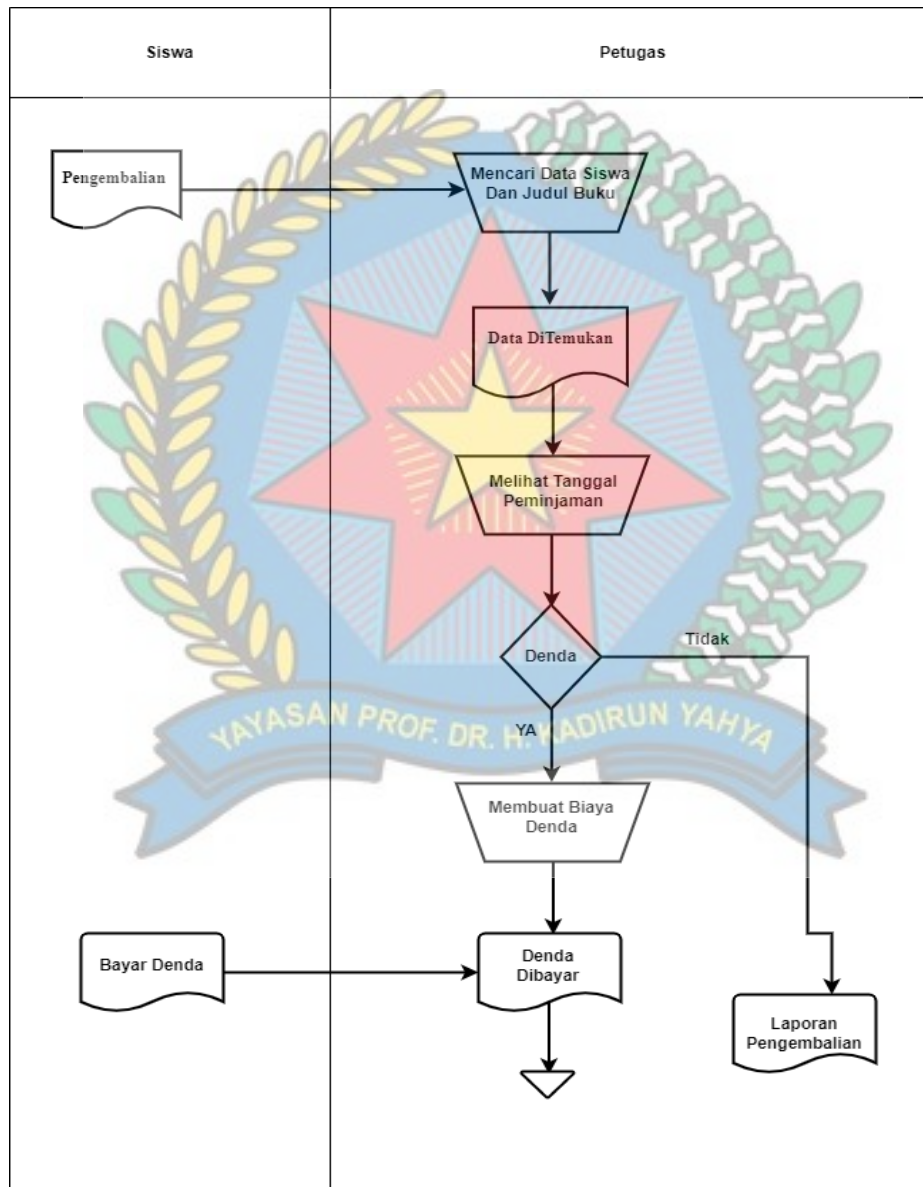 Siswa
Petugas
Pengembalian
Mencari Data Siswa
Dan Judul Buku
Data DiTemukan
Melihat Tanggal
Peminjaman
Denda
Tidak
YA
YAYASAN PROF. DR. H. KADIRUN YAHYA
Membuat Biaya
Denda
Bayar Denda
Denda
Dibayar
Laporan
Pengembalian